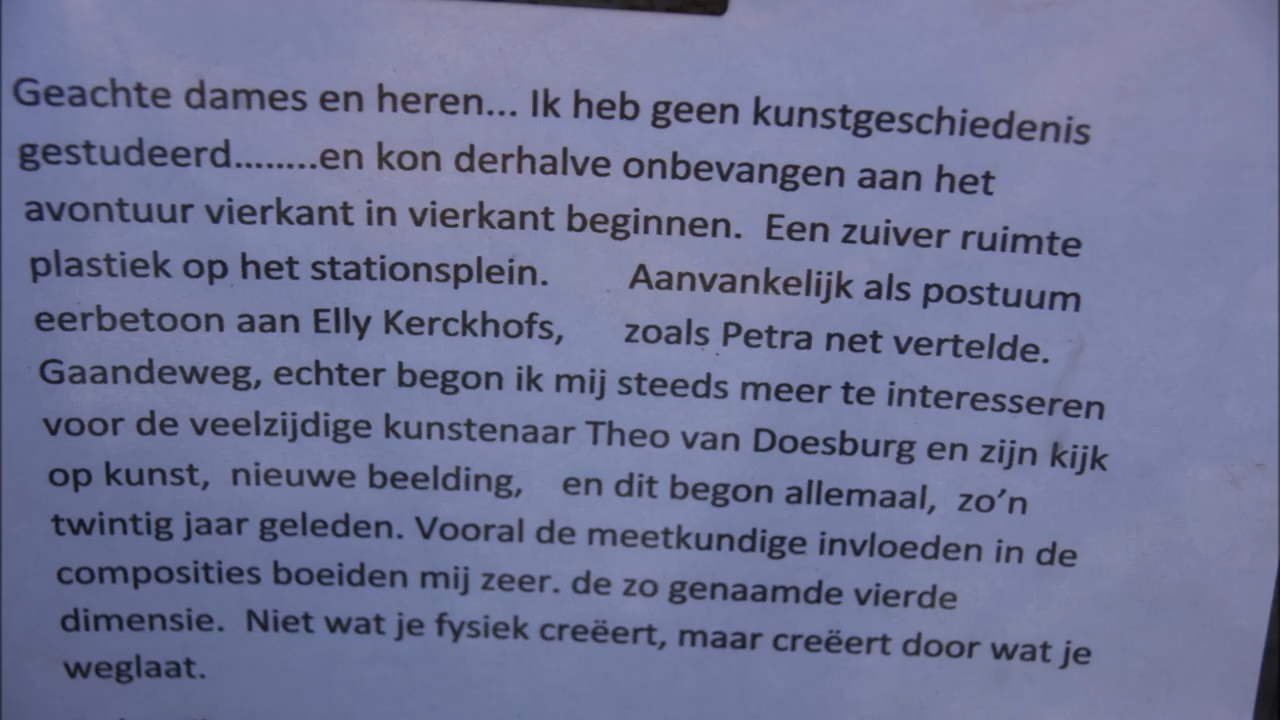 Geachte dames en heren... Ik heb geen kunstgeschiedenis
gestudeerd........en kon derhalve onbevangen aan het
avontuur vierkant in vierkant beginnen. Een zuiver ruimte
plastiek op het stationsplein. Aanvankelijk als postuum
eerbetoon aan Elly Kerckhofs, zoals Petra net vertelde.
Gaandeweg, echter begon ik mij steeds meer te interesseren
voor de veelzijdige kunstenaar Theo van Doesburg en zijn kijk
op kunst, nieuwe beelding, en dit begon allemaal, zo’n
twintig jaar geleden. Vooral de meetkundige invloeden in de
composities boeiden mij zeer. de zo genaamde vierde
dimensie. Niet wat je fysiek creëert, maar creëert door wat je
weglaat.